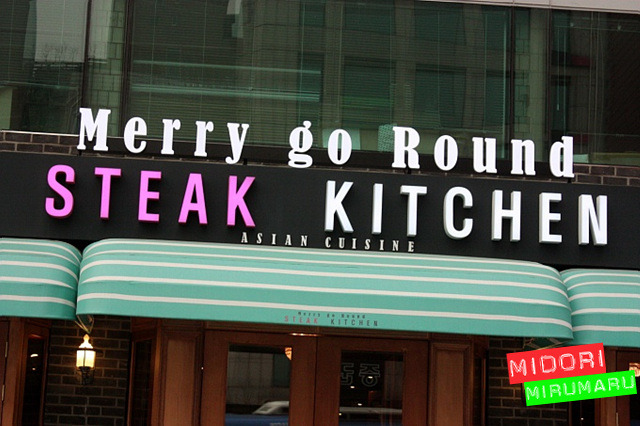 Merry go Round
STEAK KITCHEN
ASIAN CUISINE
Merry go Round
STEAK KITCHEN
MIDORI
MIRUMARU